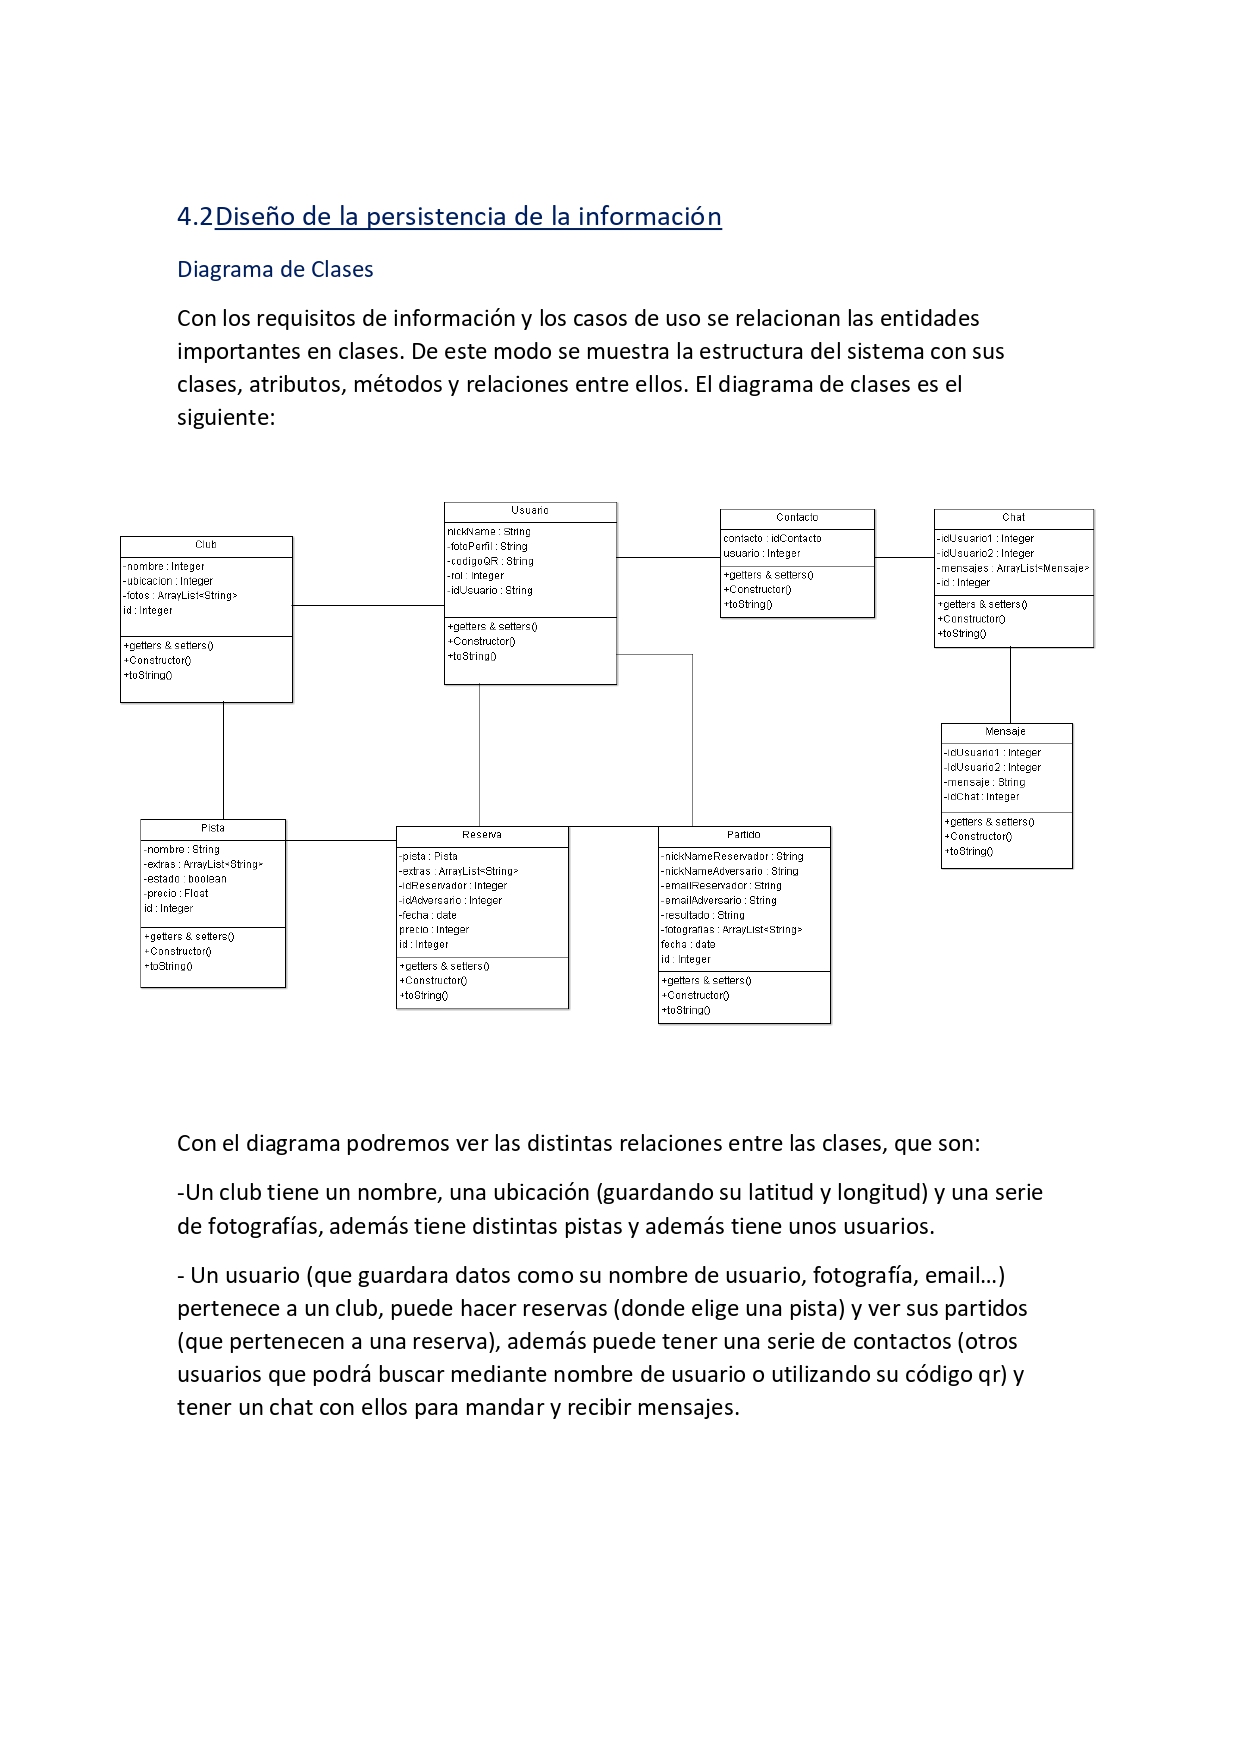 4.2Diseño de la persistencia de la información
Diagrama de Clases
Con los requisitos de información y los casos de uso se relacionan las entidades
importantes en clases. De este modo se muestra la estructura del sistema con sus
clases, atributos, métodos y relaciones entre ellos. El diagrama de clases es el
siguiente:
Club
-nombre : Integer
-ubicacion : Integer
-fotos : ArrayList<String>
id : Integer
+getters & setters()
+Constructor()
+toString()
Usuario
nickName : String
-fotoPerfil : String
-codigoQR : String
-rol : Integer
-idUsuario : String
+getters & setters()
+Constructor()
+toString()
Contacto
contacto : idContacto
usuario : Integer
+getters & setters()
+Constructor()
+toString()
Chat
-idUsuario1 : Integer
-idUsuario2 : Integer
-mensajes : ArrayList<Mensaje>
-id : Integer
+getters & setters()
+Constructor()
+toString()
Mensaje
-idUsuario1 : Integer
-idUsuario2 : Integer
-mensaje : String
-idChat : Integer
+getters & setters()
+Constructor()
+toString()
Pista
-nombre : String
-extras : ArrayList<String>
-estado : boolean
-precio : Float
id : Integer
+getters & setters()
+Constructor()
+toString()
Reserva
-pista : Pista
-extras : ArrayList<String>
-idReservador : Integer
-idAdversario : Integer
-fecha : date
precio : Integer
id : Integer
+getters & setters()
+Constructor()
+toString()
Partido
-nickNameReservador : String
-nickNameAdversario : String
-emailReservador : String
-emailAdversario : String
-resultado : String
-fotografias : ArrayList<String>
fecha : date
id : Integer
+getters & setters()
+Constructor()
+toString()
Con el diagrama podremos ver las distintas relaciones entre las clases, que son:
-Un club tiene un nombre, una ubicación (guardando su latitud y longitud) y una serie
de fotografías, además tiene distintas pistas y además tiene unos usuarios.
- Un usuario (que guardara datos como su nombre de usuario, fotografía, email…)
pertenece a un club, puede hacer reservas (donde elige una pista) y ver sus partidos
(que pertenecen a una reserva), además puede tener una serie de contactos (otros
usuarios que podrá buscar mediante nombre de usuario o utilizando su código qr) y
tener un chat con ellos para mandar y recibir mensajes.